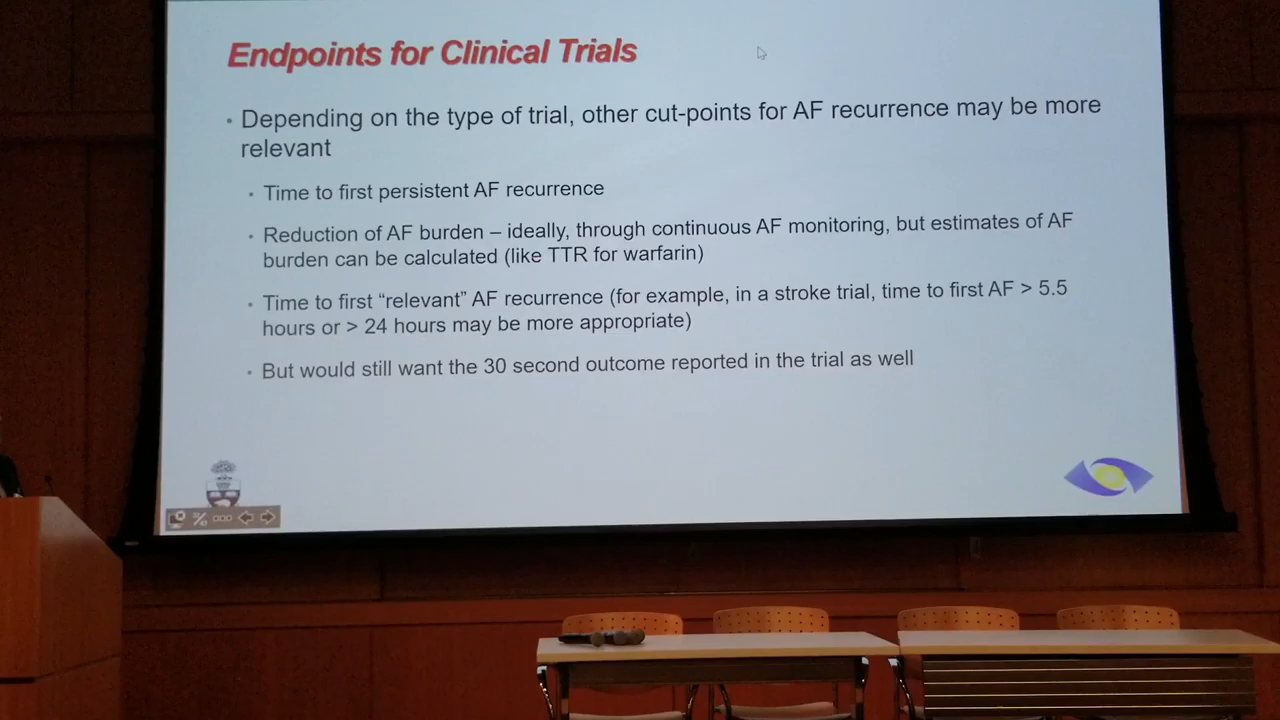 Endpoints for Clinical Trials
• Depending on the type of trial, other cut-points for AF recurrence may be more
relevant
• Time to first persistent AF recurrence
• Reduction of AF burden – ideally, through continuous AF monitoring, but estimates of AF
burden can be calculated (like TTR for warfarin)
• Time to first “relevant” AF recurrence (for example, in a stroke trial, time to first AF > 5.5
hours or > 24 hours may be more appropriate)
• But would still want the 30 second outcome reported in the trial as well